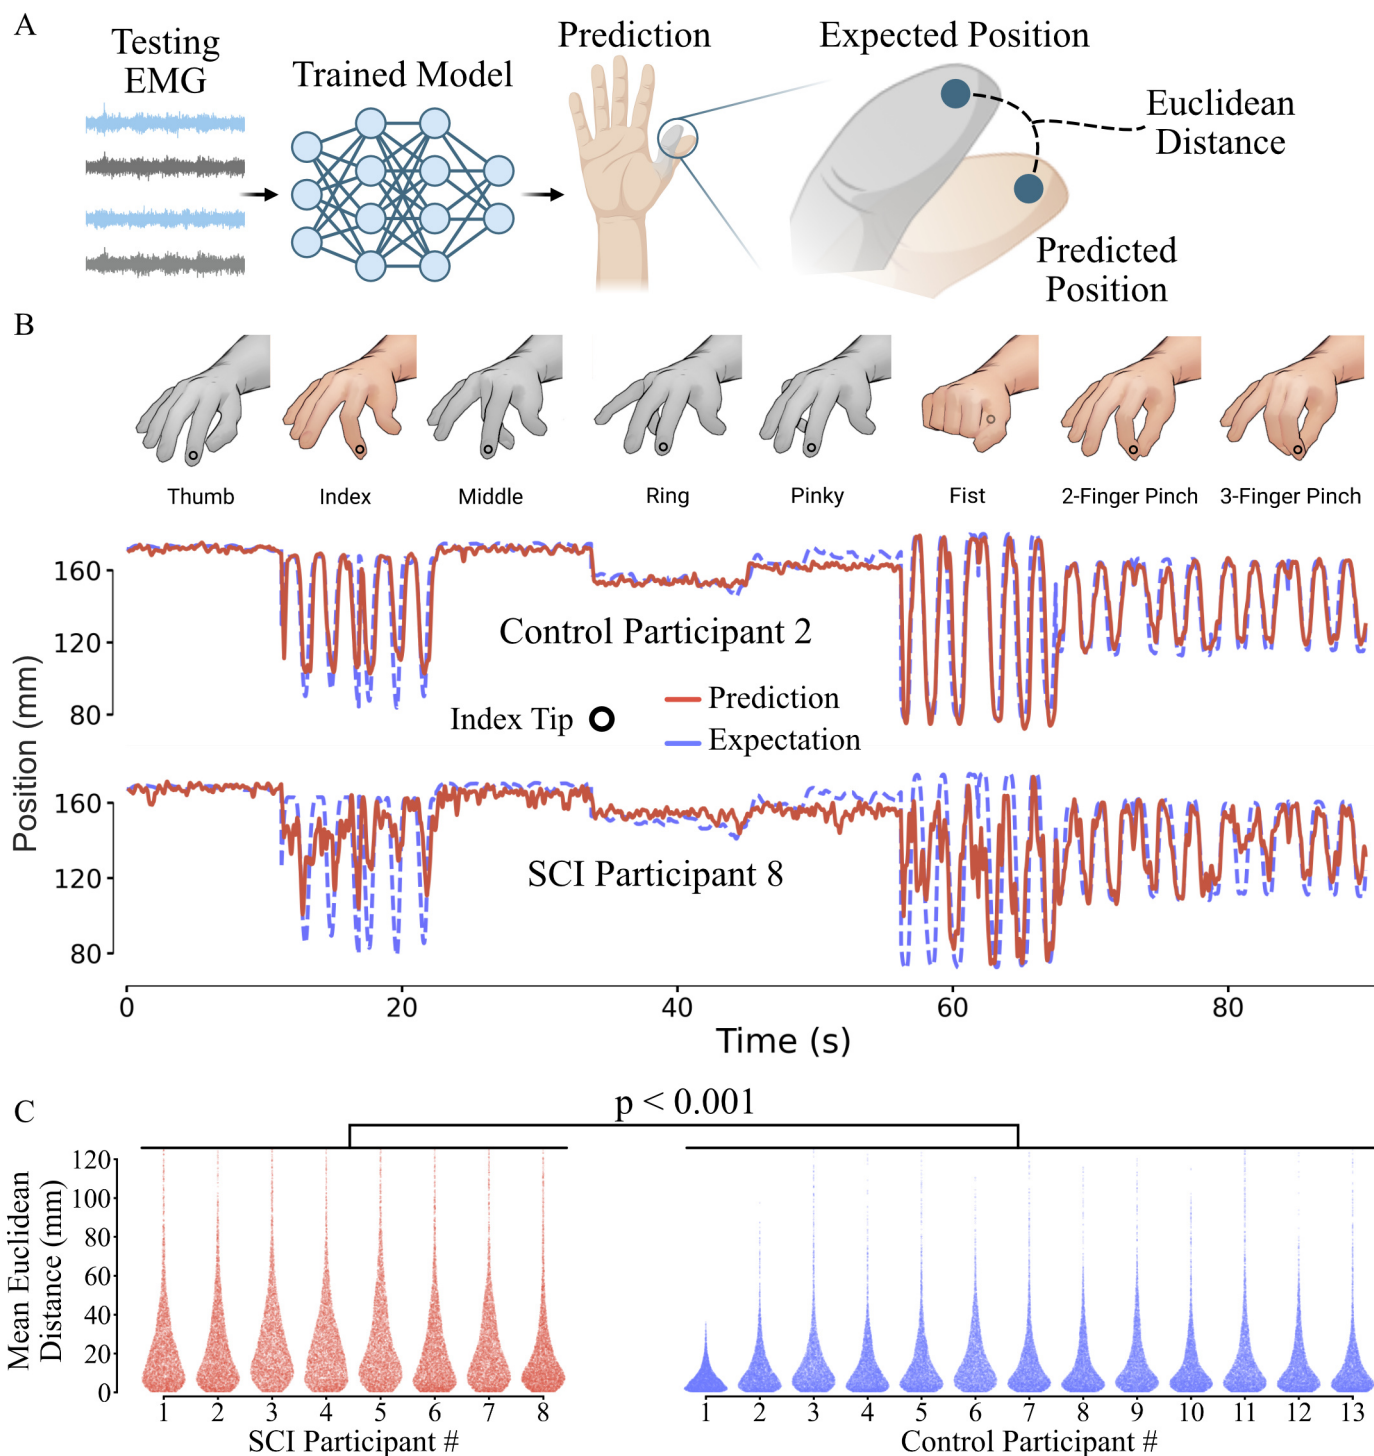 A
Testing
EMG
Trained Model
Prediction
Expected Position
Euclidean
Distance
Predicted
Position
B
Thumb
Index
Middle
Ring
Pinky
Fist
2-Finger Pinch
3-Finger Pinch
Position (mm)
160
120
80
Control Participant 2
Index Tip
Prediction
Expectation
160
120
80
SCI Participant 8
0 20 40 60 80
Time (s)
C
p < 0.001
Mean Euclidean
Distance (mm)
120
100
80
60
40
20
0
1 2 3 4 5 6 7 8
SCI Participant #
1 2 3 4 5 6 7 8 9 10 11 12 13
Control Participant #